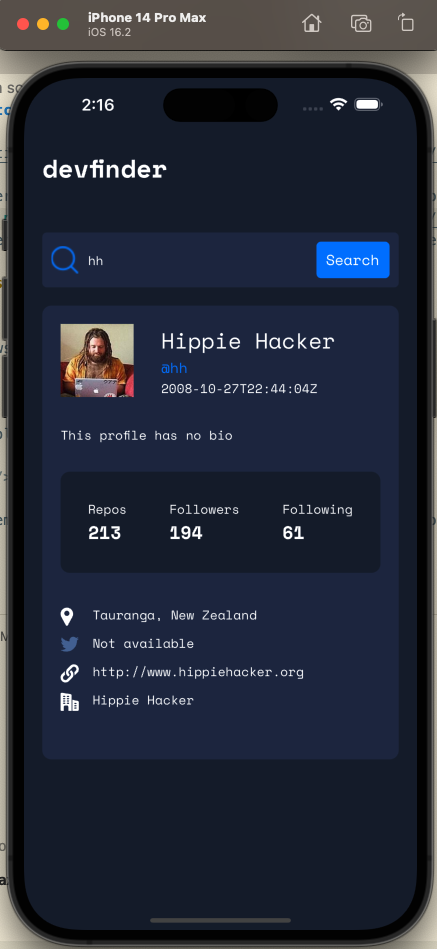 iPhone 14 Pro Max
iOS 16.2
2:16
devfinder
hh
Search
Hippie Hacker
@hh
2008-10-27T22:44:04Z
This profile has no bio
Repos Followers Following
213 194 61
Tauranga, New Zealand
Not available
http://www.hippiehacker.org
Hippie Hacker